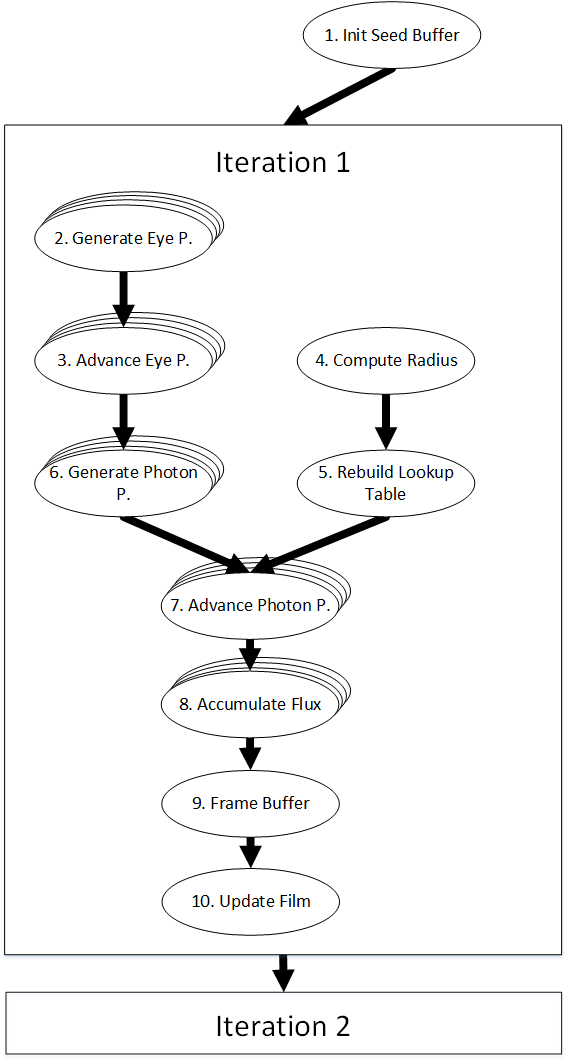 1. Init Seed Buffer
Iteration 1
2. Generate Eye P.
3. Advance Eye P.
4. Compute Radius
6. Generate Photon
P.
5. Rebuild Lookup
Table
7. Advance Photon P.
8. Accumulate Flux
9. Frame Buffer
10. Update Film
Iteration 2